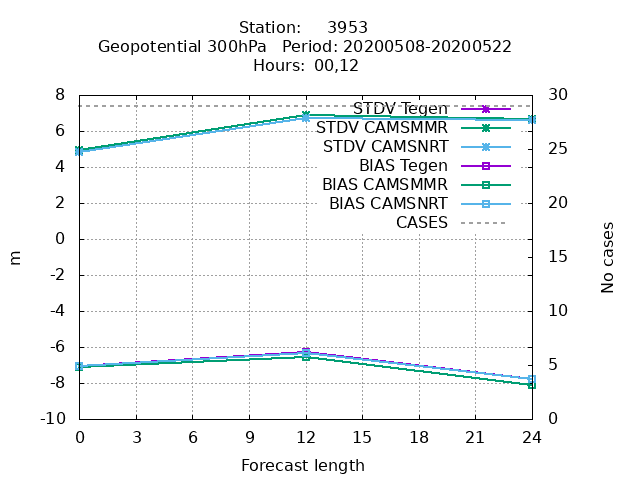 Station: 3953
Geopotential 300hPa Period: 20200508-20200522
Hours: 00,12
8
6
4
2
0
-2
-4
-6
-8
-10
m
STDV Tegen
STDV CAMSMMR
STDV CAMSNRT
BIAS Tegen
BIAS CAMSMMR
BIAS CAMSNRT
CASES
30
25
20
15
10
5
0
No cases
0 3 6 9 12 15 18 21 24
Forecast length